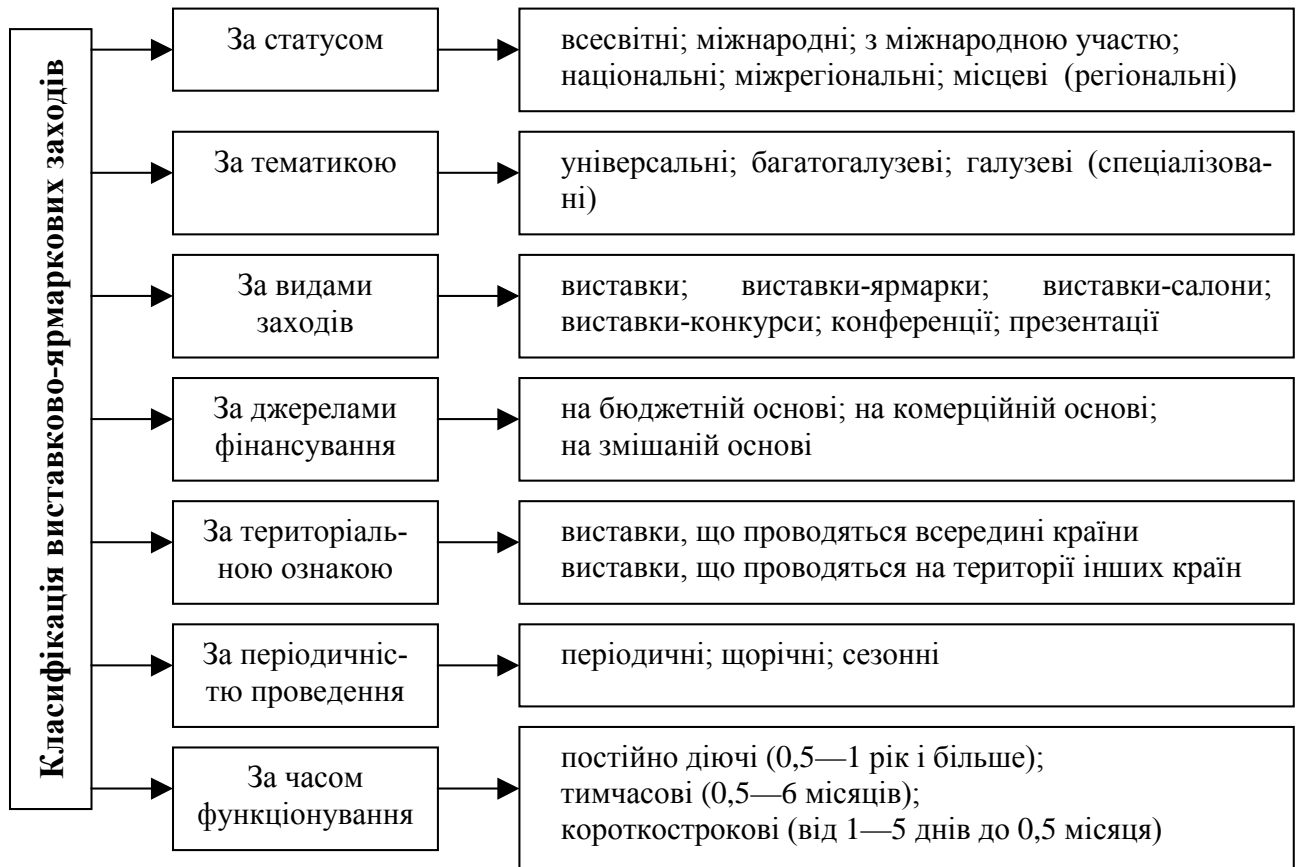 Класифікація виставково-ярмаркових заходів
За статусом
всесвітні; міжнародні; з міжнародною участю;
національні; міжрегіональні; місцеві (регіональні)
За тематикою
універсальні; багатогалузеві; галузеві (спеціалізова-
ні)
За видами
заходів
виставки; виставки-ярмарки; виставки-салони;
виставки-конкурси; конференції; презентації
За джерелами
фінансування
на бюджетній основі; на комерційній основі;
на змішаній основі
За територіаль-
ною ознакою
виставки, що проводяться всередині країни
виставки, що проводяться на території інших країн
За періодичніс-
тю проведення
періодичні; щорічні; сезонні
За часом
функціонування
постійно діючі (0,5—1 рік і більше);
тимчасові (0,5—6 місяців);
короткострокові (від 1—5 днів до 0,5 місяця)